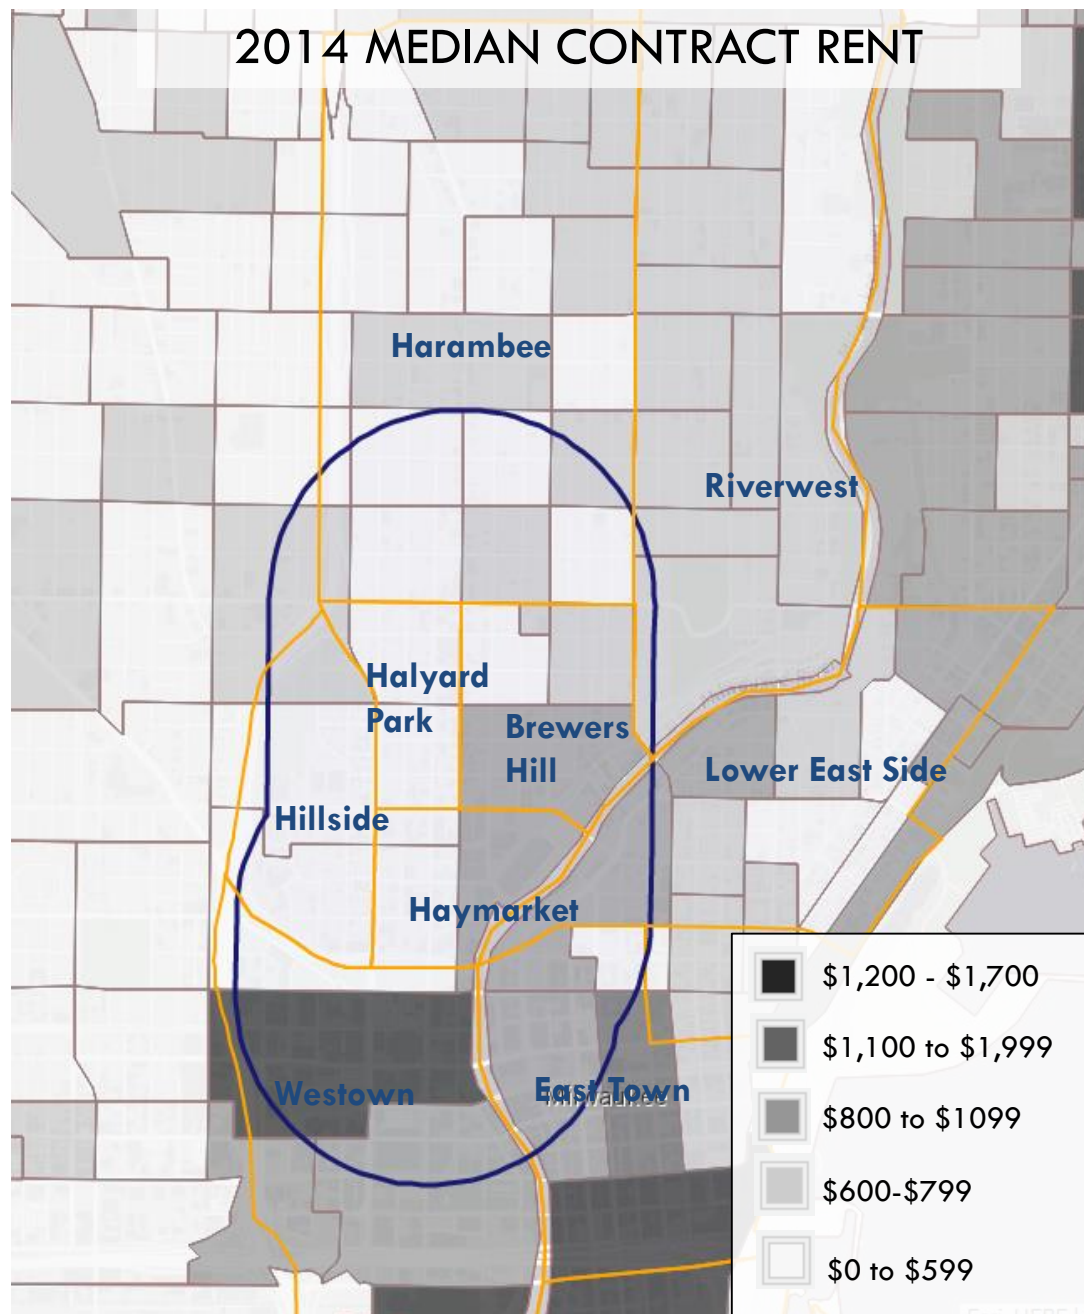 2014 MEDIAN CONTRACT RENT
Harambee
Riverwest
Halyard
Park
Brewers
Hill
Lower East Side
Hillside
Haymarket
Westown
East Town
Milwaukee
$1,200 - $1,700
$1,100 to $1,999
$800 to $1099
$600-$799
$0 to $599